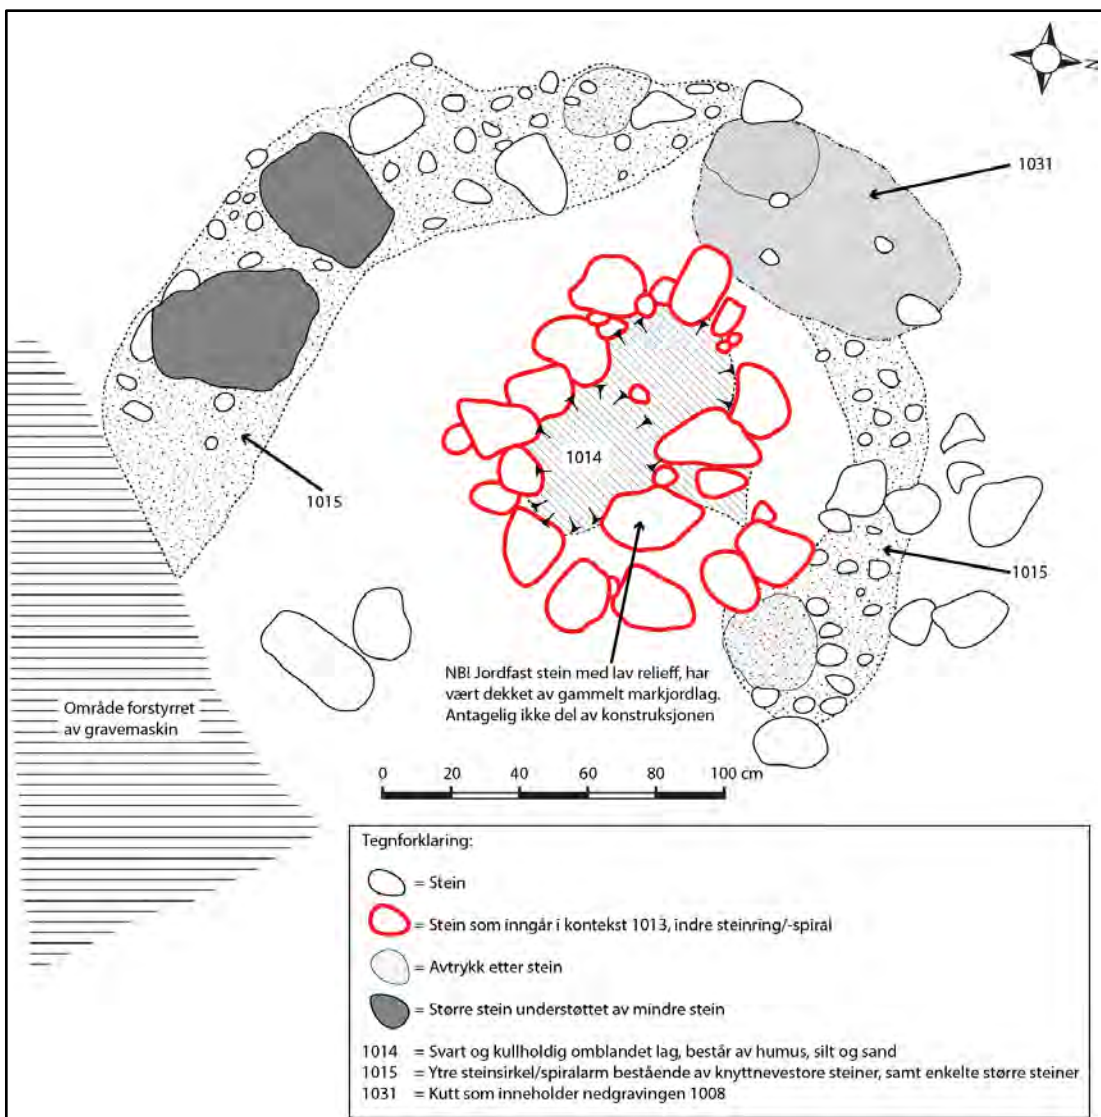 N
1031
1014
1015
1015
NB! Jordfast stein med lav relieff, har
vært dekket av gammelt markjordlag.
Antagelig ikke del av konstruksjonen
Område forstyrret
av gravemaskin
0 20 40 60 80 100 cm
Tegnforklaring:
= Stein
= Stein som inngår i kontekst 1013, indre steinring/-spiral
= Avtrykk etter stein
= Større stein understøttet av mindre stein
1014 = Svart og kullholdig omblandet lag, består av humus, silt og sand
1015 = Ytre steinsirkel/spiralarm bestående av knyttnevestore steiner, samt enkelte større steiner
1031 = Kutt som inneholder nedgravingen 1008